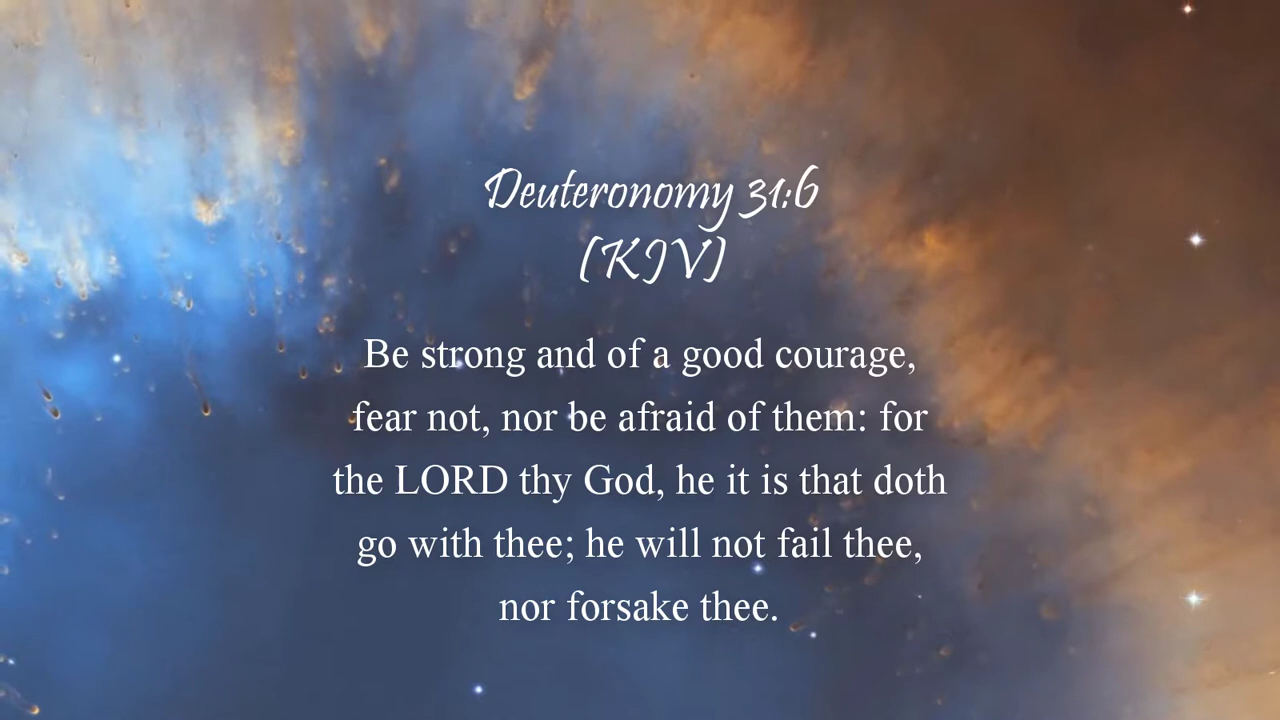 Deuteronomy 31:6
(KJV)
Be strong and of a good courage,
fear not, nor be afraid of them: for
the LORD thy God, he it is that doth
go with thee; he will not fail thee,
nor forsake thee.